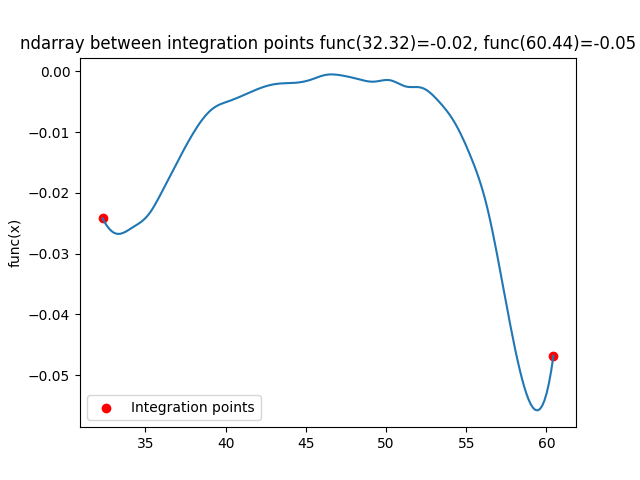 ndarray between integration points func(32.32)=-0.02, func(60.44)=-0.05
0.00
−0.01
−0.02
−0.03
−0.04
−0.05
func(x)
Integration points
35 40 45 50 55 60